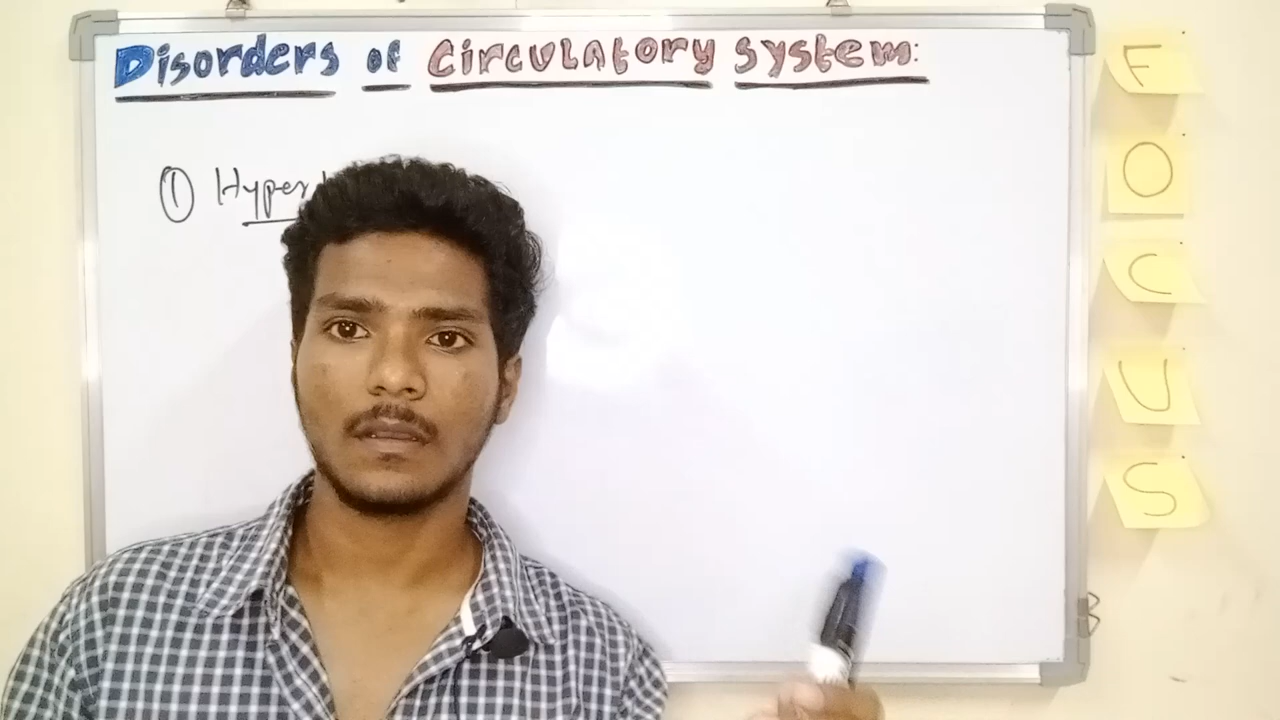 Disorders of Circulatory system:
① Hyper
F
O
C
U
S